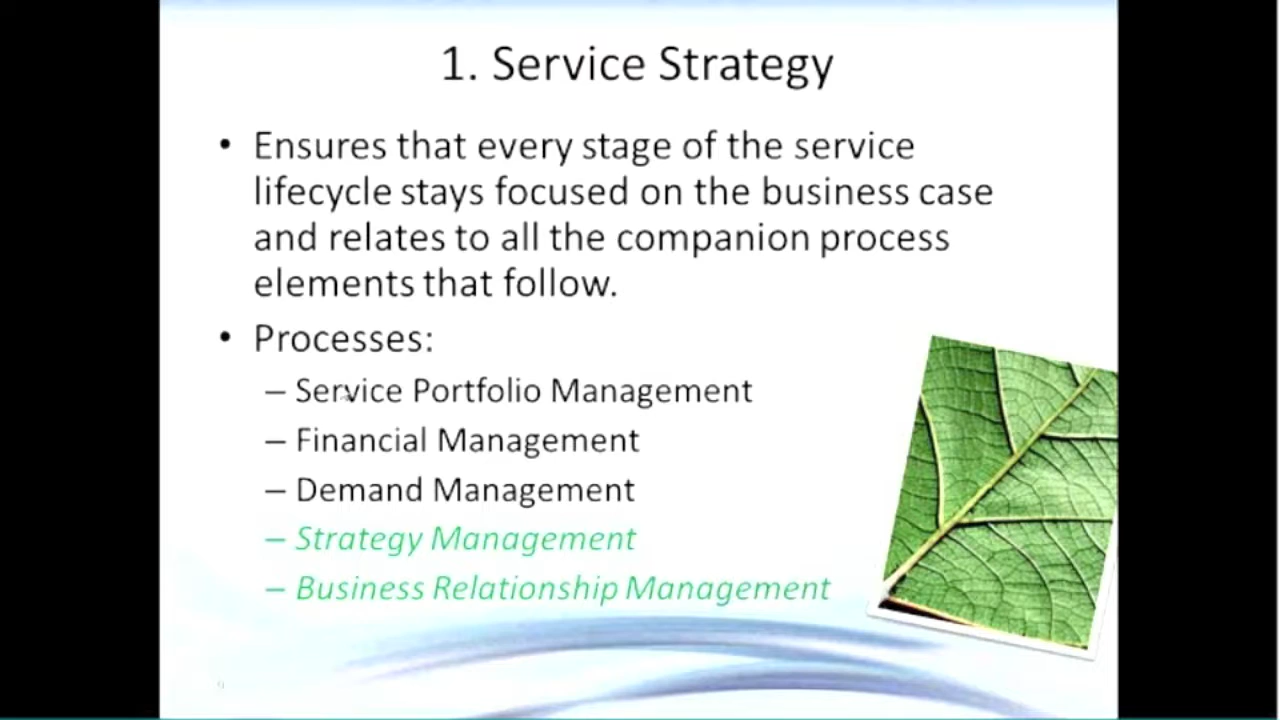 1. Service Strategy
• Ensures that every stage of the service
lifecycle stays focused on the business case
and relates to all the companion process
elements that follow.
• Processes:
– Service Portfolio Management
– Financial Management
– Demand Management
– Strategy Management
– Business Relationship Management